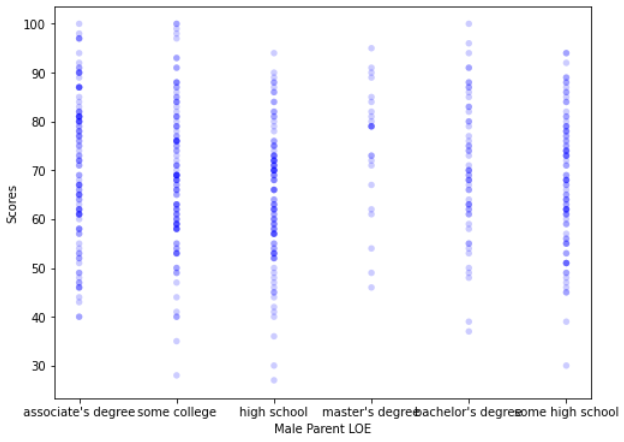 100
90
80
70
60
50
40
30
Scores
associate's degree some college high school master's degree bachelor's degree some high school
Male Parent LOE